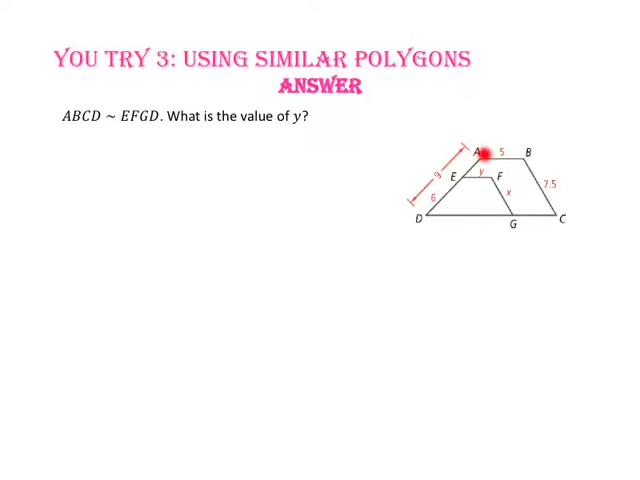 YOU TRY 3: USING SIMILAR POLYGONS
ANSWER
ABCD ~ EFGD. What is the value of y?
A 5 B
9
E y F
6 x 7.5
D G C